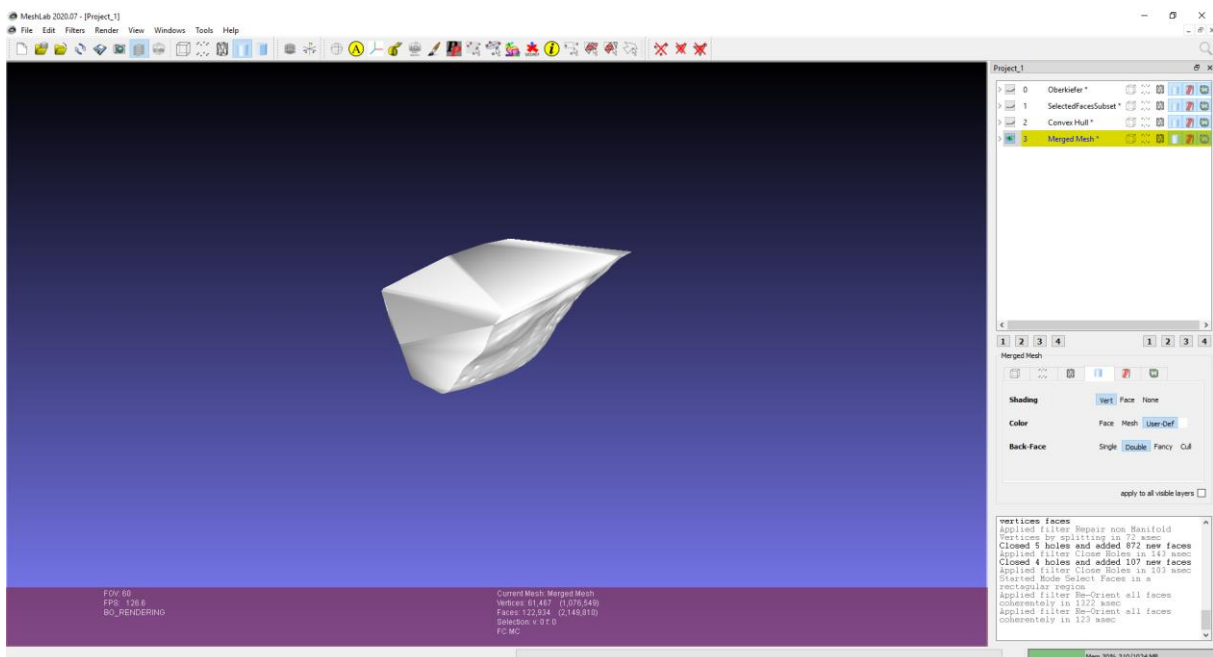 MeshLab 2020.07 - [Project_1]
File Edit Filters Render View Windows Tools Help
Project_1
0 Oberkiefer *
1 SelectedFacesSubset *
2 Convex Hull *
3 Merged Mesh *
1 2 3 4 1 2 3 4
Merged Mesh
Shading Vert Face None
Color Face Mesh User-Def
Back-Face Single Double Fancy Cull
apply to all visible layers
vertices faces
Applied filter Repair non Manifold
Vertices by splitting in 72 msec
Closed 5 holes and added 872 new faces
Applied filter Close Holes in 143 msec
Closed 4 holes and added 107 new faces
Applied filter Close Holes in 103 msec
Started Mode Select Faces in a
rectagular region
Applied filter Re-Orient all faces
coherentely in 1322 msec
Applied filter Re-Orient all faces
coherentely in 123 msec
FOV: 60
FPS: 126.6
BO_RENDERING
Current Mesh: Merged Mesh
Vertices: 61,467 (1,076,549)
Faces: 122,934 (2,149,818)
Selection: v: 0 f: 0
FC MC